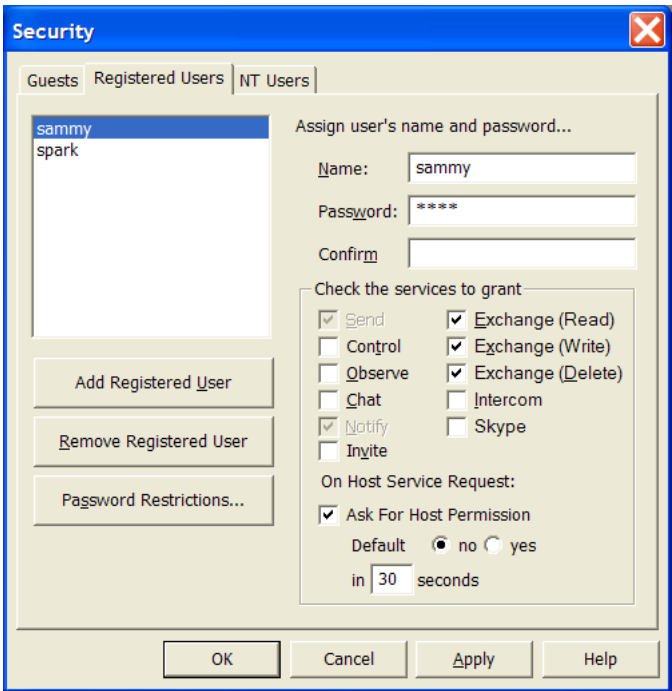 Security
Guests Registered Users NT Users
sammy
spark
Assign user's name and password...
Name: sammy
Password: ****
Confirm
Check the services to grant
Send Exchange (Read)
Control Exchange (Write)
Observe Exchange (Delete)
Chat Intercom
Notify Skype
Invite
Add Registered User
Remove Registered User
Password Restrictions...
On Host Service Request:
Ask For Host Permission
Default no yes
in 30 seconds
OK Cancel Apply Help